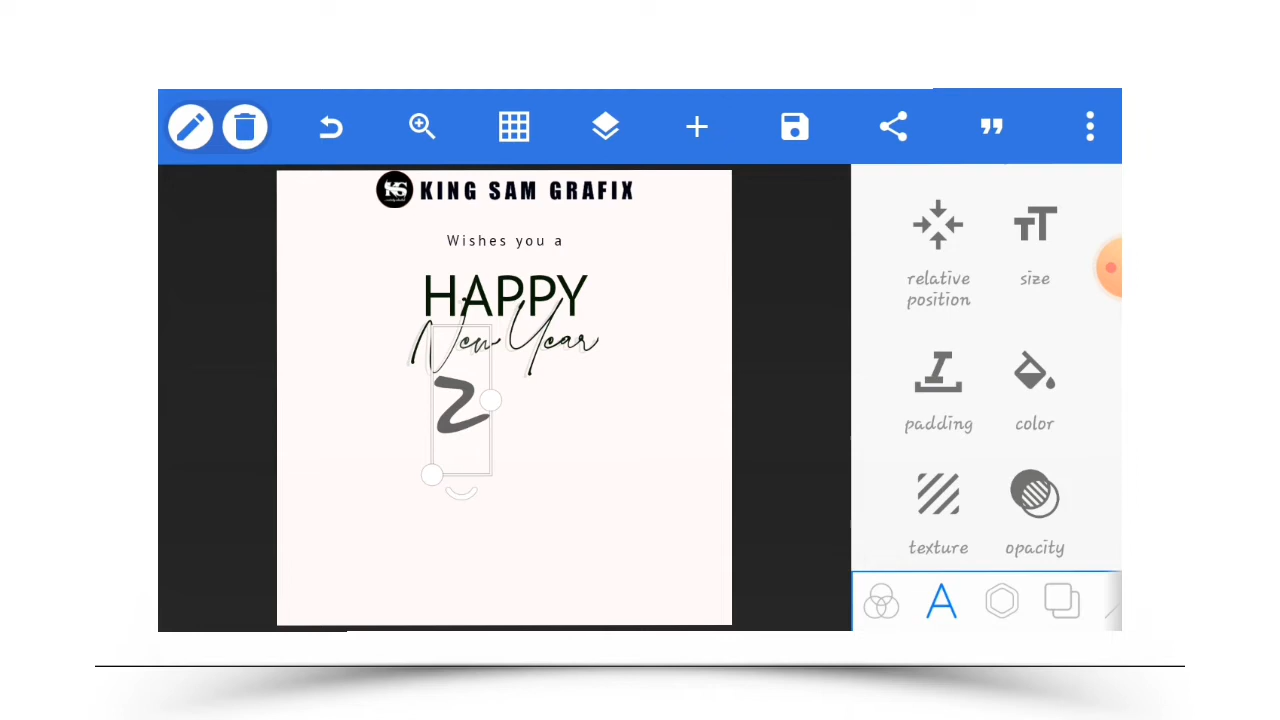 KING SAM GRAFIX
Wishes you a
HAPPY
New Year
2
relative position
size
padding
color
texture
opacity